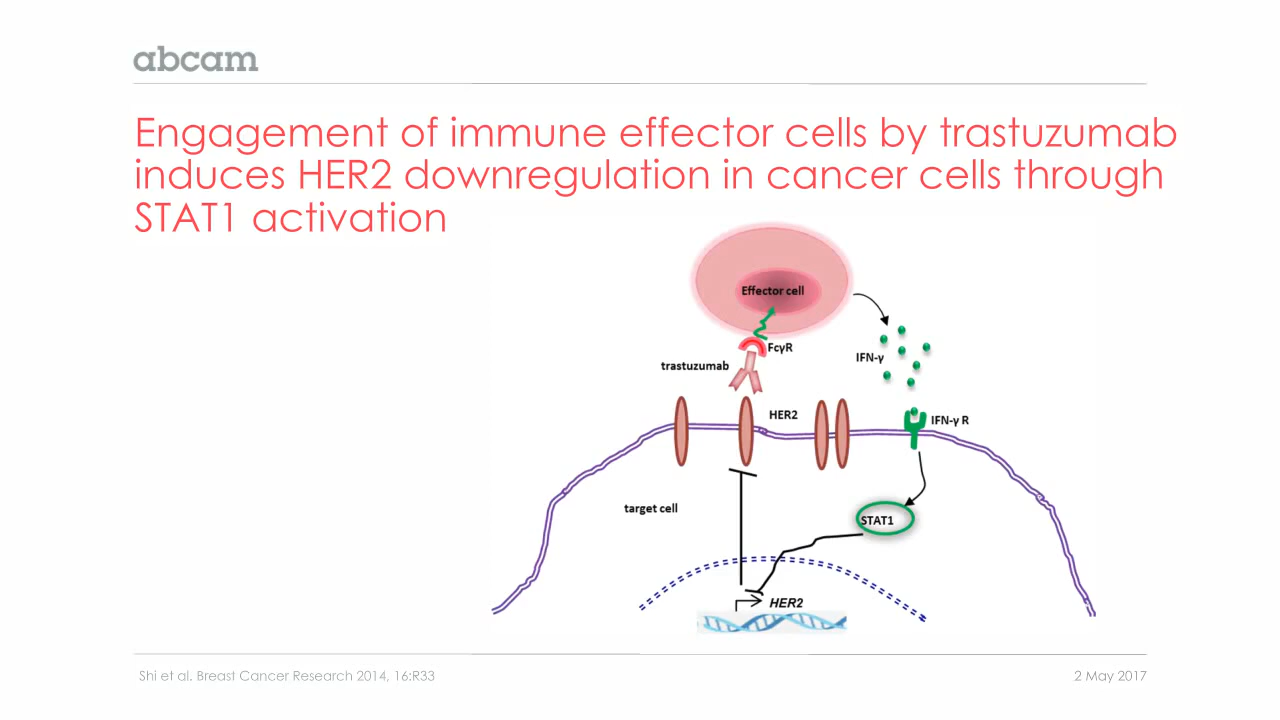 abcam
Engagement of immune effector cells by trastuzumab
induces HER2 downregulation in cancer cells through
STAT1 activation
Effector cell
FcγR
trastuzumab
IFN-γ
HER2
IFN-γ R
target cell
STAT1
HER2
Shi et al. Breast Cancer Research 2014, 16:R33
2 May 2017